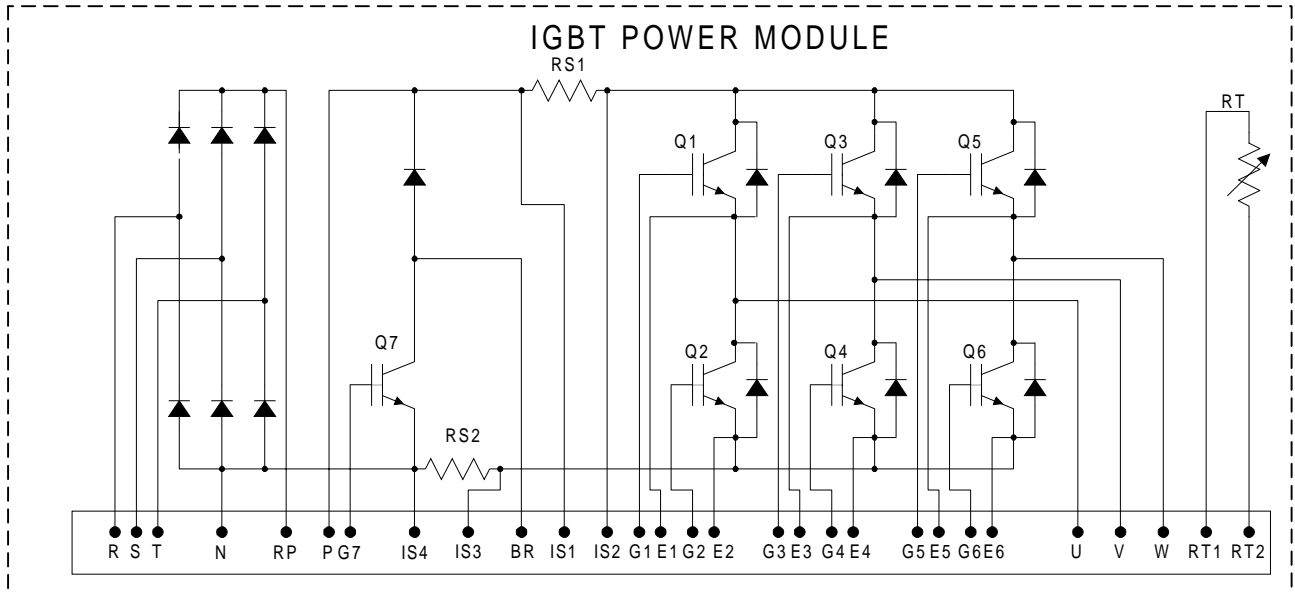 IGBT POWER MODULE
RS1
RT
Q1
Q3
Q5
Q7
Q2
Q4
Q6
RS2
R S T N RP P G7 IS4 IS3 BR IS1 IS2 G1 E1 G2 E2 G3 E3 G4 E4 G5 E5 G6 E6 U V W RT1 RT2